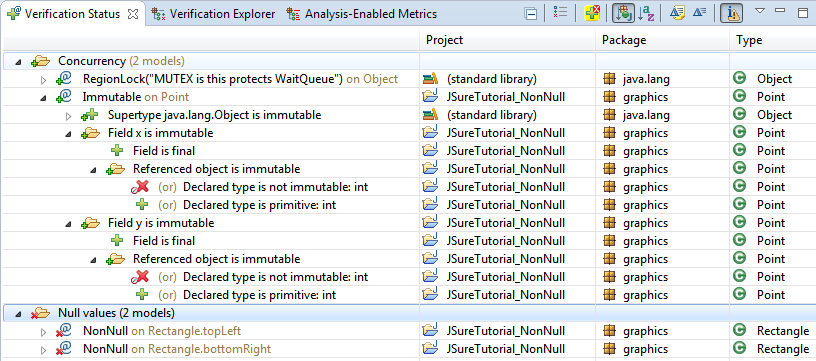 Verification Status Verification Explorer Analysis-Enabled Metrics
Project Package Type
Concurrency (2 models)
RegionLock("MUTEX is this protects WaitQueue") on Object (standard library) java.lang Object
Immutable on Point JSureTutorial_NonNull graphics Point
Supertype java.lang.Object is immutable (standard library) java.lang Object
Field x is immutable JSureTutorial_NonNull graphics Point
Field is final JSureTutorial_NonNull graphics Point
Referenced object is immutable JSureTutorial_NonNull graphics Point
(or) Declared type is not immutable: int JSureTutorial_NonNull graphics Point
(or) Declared type is primitive: int JSureTutorial_NonNull graphics Point
Field y is immutable JSureTutorial_NonNull graphics Point
Field is final JSureTutorial_NonNull graphics Point
Referenced object is immutable JSureTutorial_NonNull graphics Point
(or) Declared type is not immutable: int JSureTutorial_NonNull graphics Point
(or) Declared type is primitive: int JSureTutorial_NonNull graphics Point
Null values (2 models)
NonNull on Rectangle.topLeft JSureTutorial_NonNull graphics Rectangle
NonNull on Rectangle.bottomRight JSureTutorial_NonNull graphics Rectangle